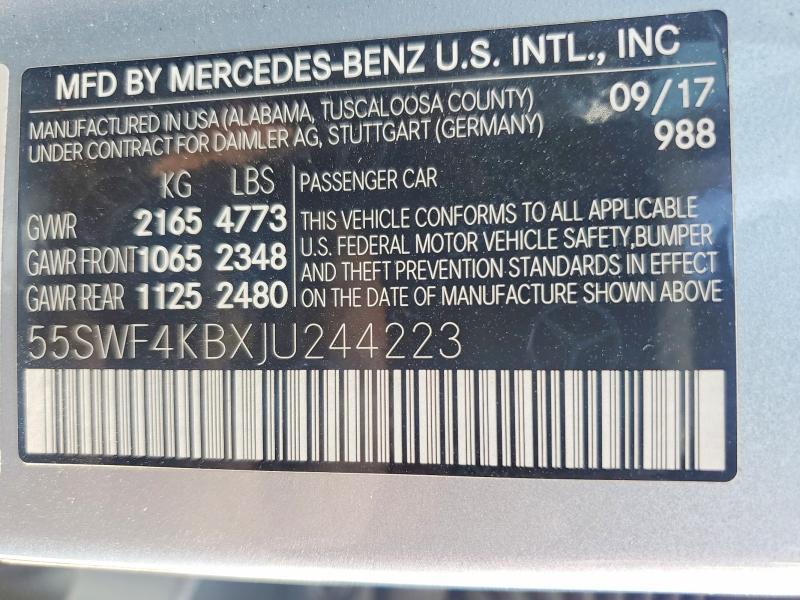 MFD BY MERCEDES-BENZ U.S. INTL., INC
MANUFACTURED IN USA (ALABAMA, TUSCALOOSA COUNTY) 09/17
UNDER CONTRACT FOR DAIMLER AG, STUTTGART (GERMANY) 988
KG LBS
GVWR 2165 4773
GAWR FRONT 1065 2348
GAWR REAR 1125 2480
PASSENGER CAR
THIS VEHICLE CONFORMS TO ALL APPLICABLE
U.S. FEDERAL MOTOR VEHICLE SAFETY,BUMPER
AND THEFT PREVENTION STANDARDS IN EFFECT
ON THE DATE OF MANUFACTURE SHOWN ABOVE
55SWF4KBXJU244223